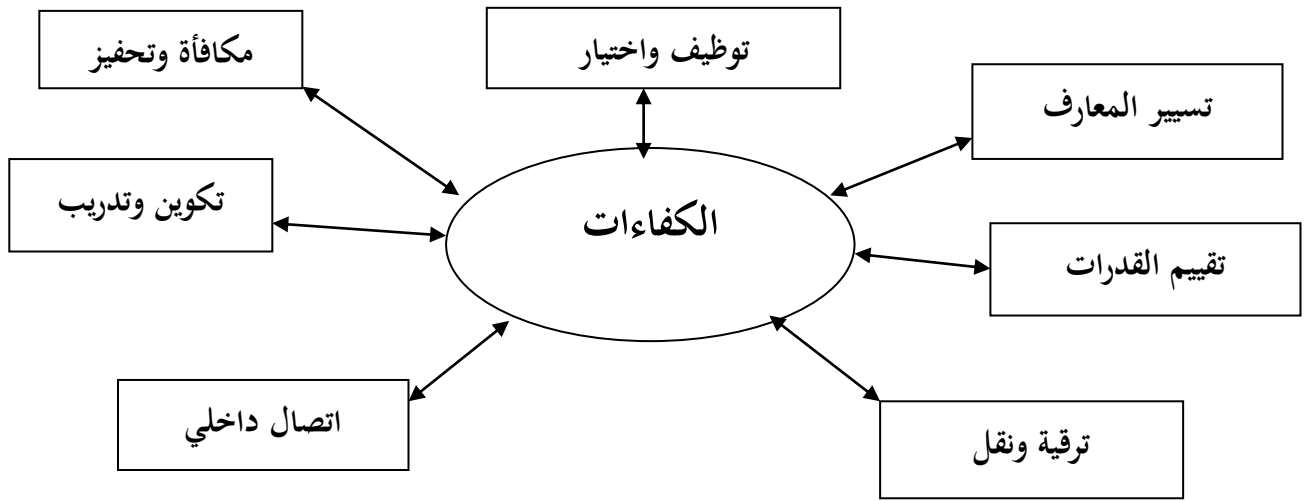 توظيف واختيار
مكافأة وتحفيز
تسيير المعارف
تكوين وتدريب
الكفاءات
تقييم القدرات
اتصال داخلي
ترقية ونقل